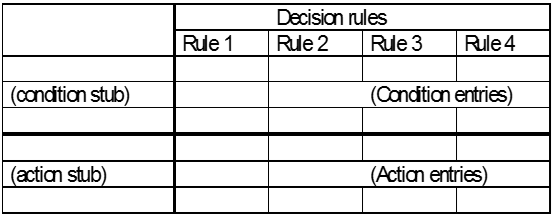 Decision rules
Rule 1 Rule 2 Rule 3 Rule 4
(condition stub) (Condition entries)
(action stub) (Action entries)